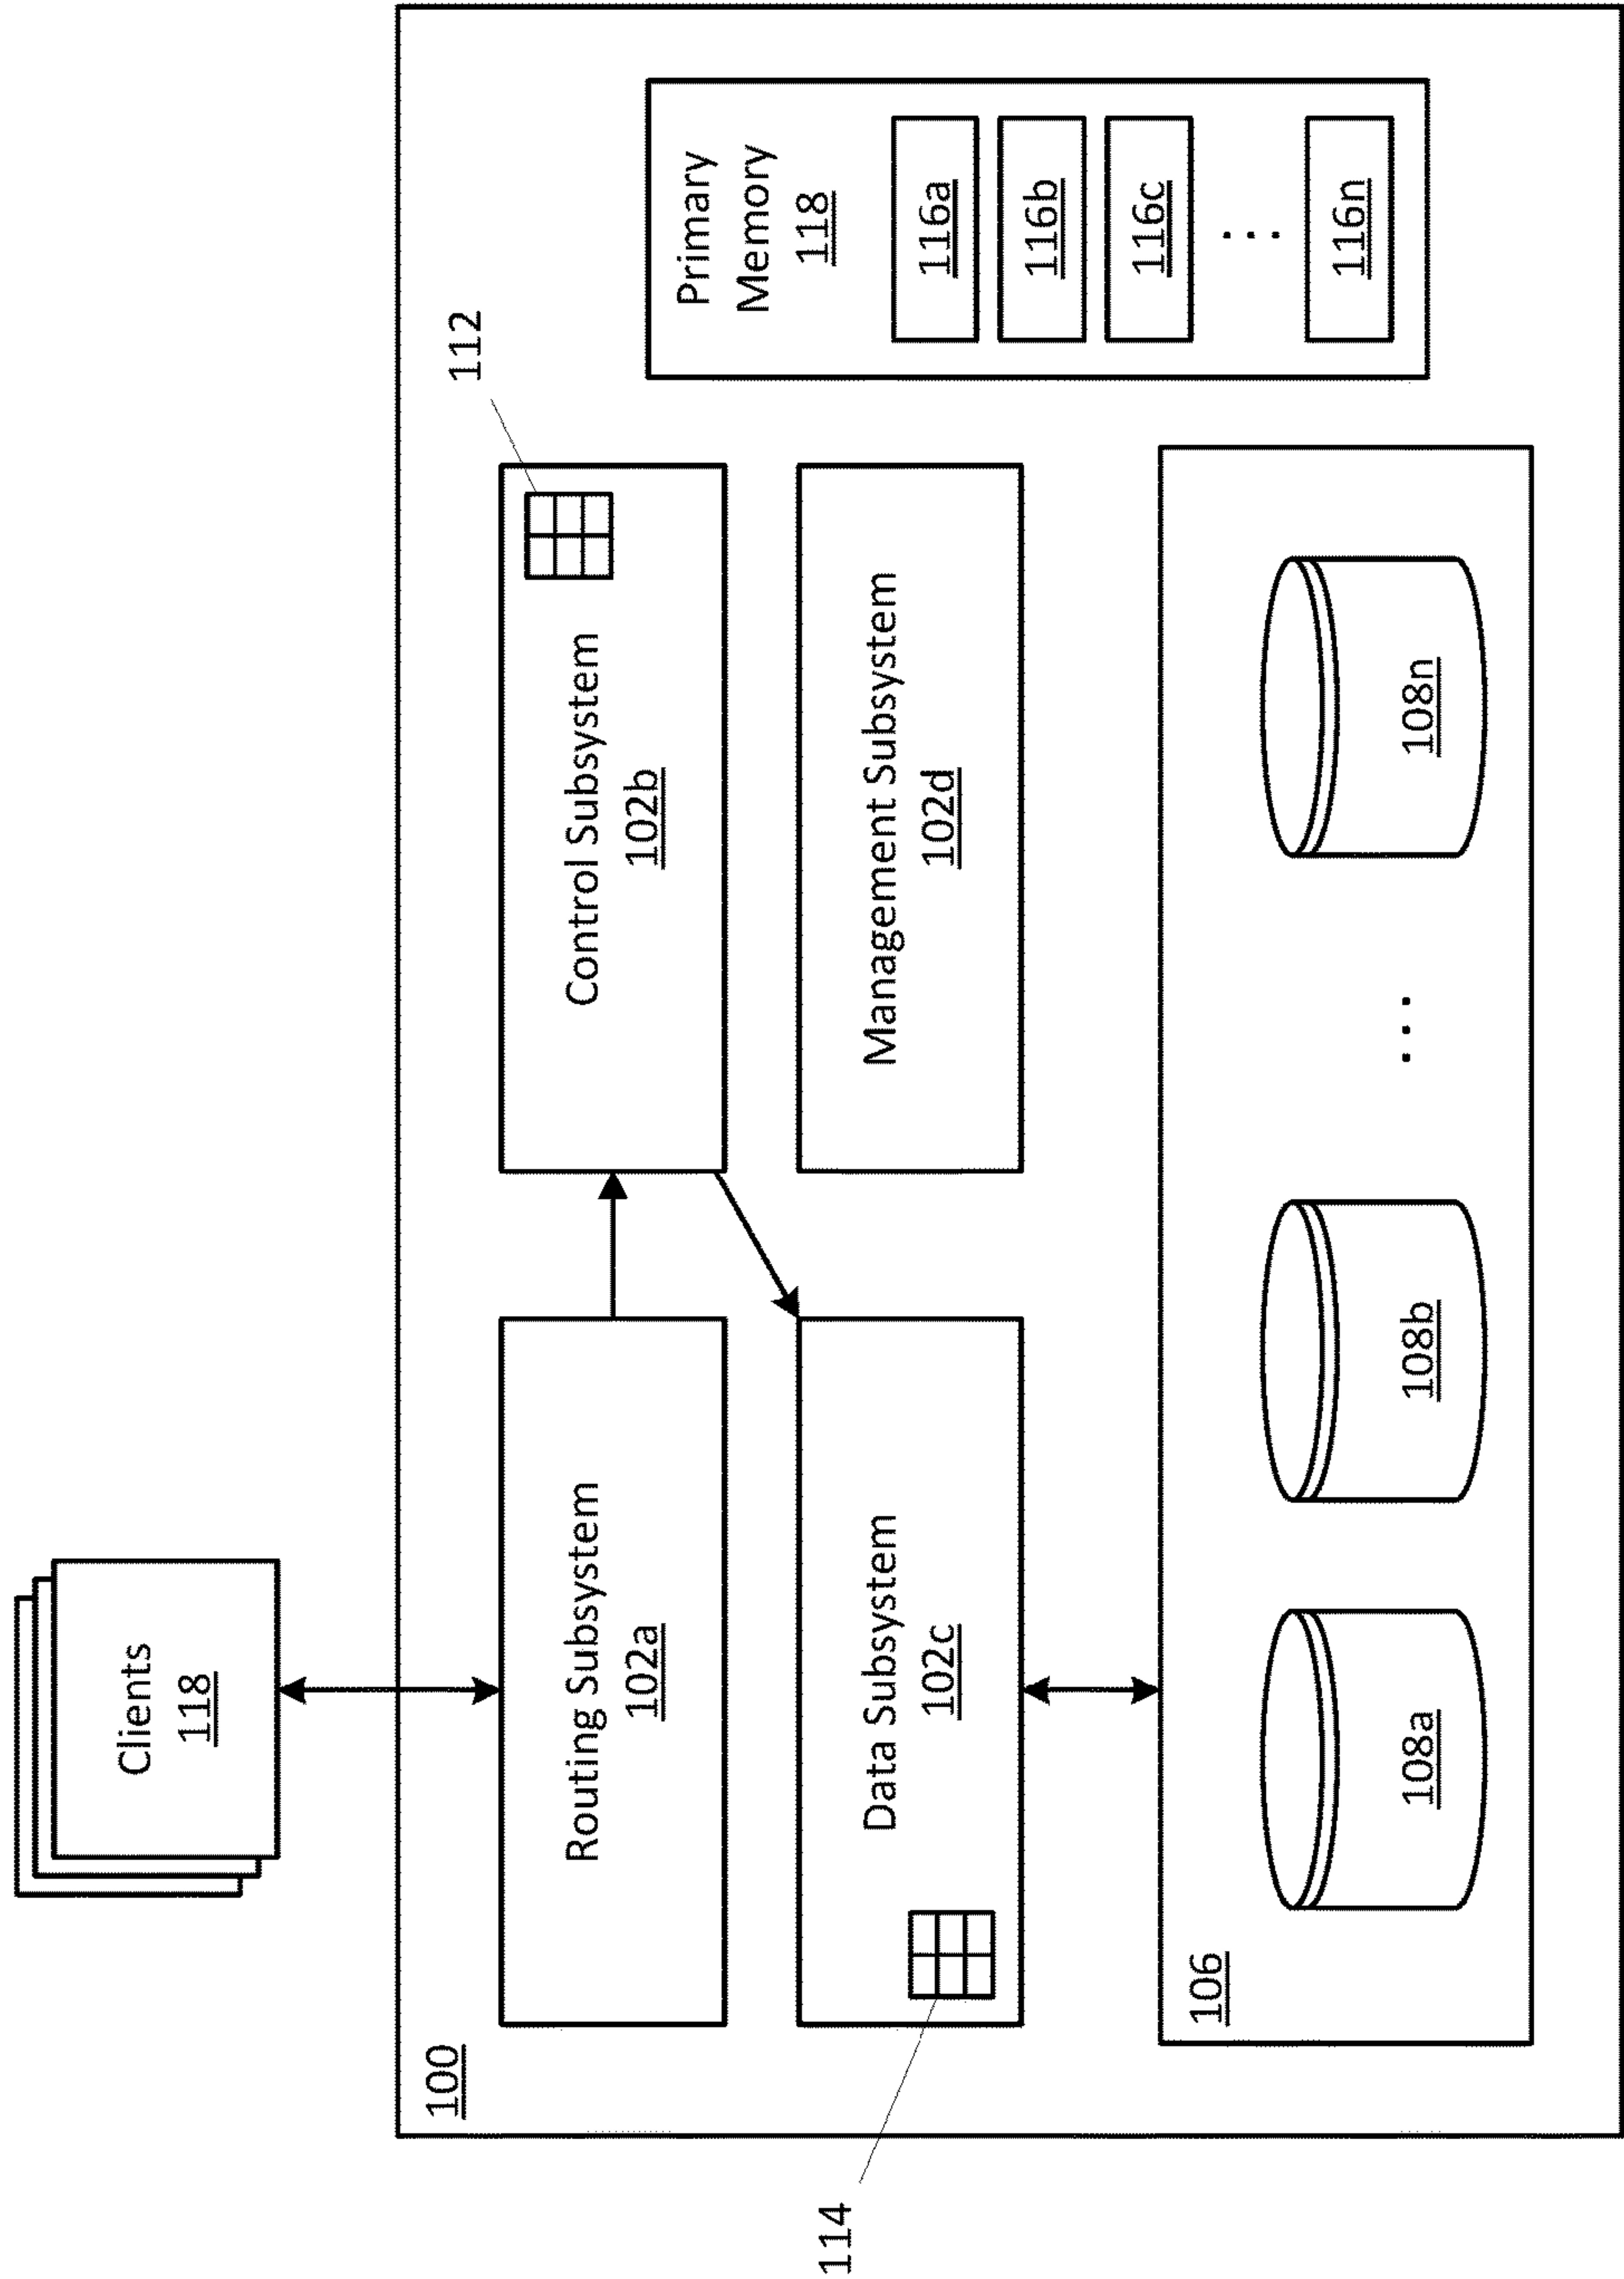 Clients
118
100
Routing Subsystem
102a
Control Subsystem
102b
112
Data Subsystem
102c
114
Management Subsystem
102d
Primary
Memory
118
116a
116b
116c
...
116n
106
108a
108b
...
108n